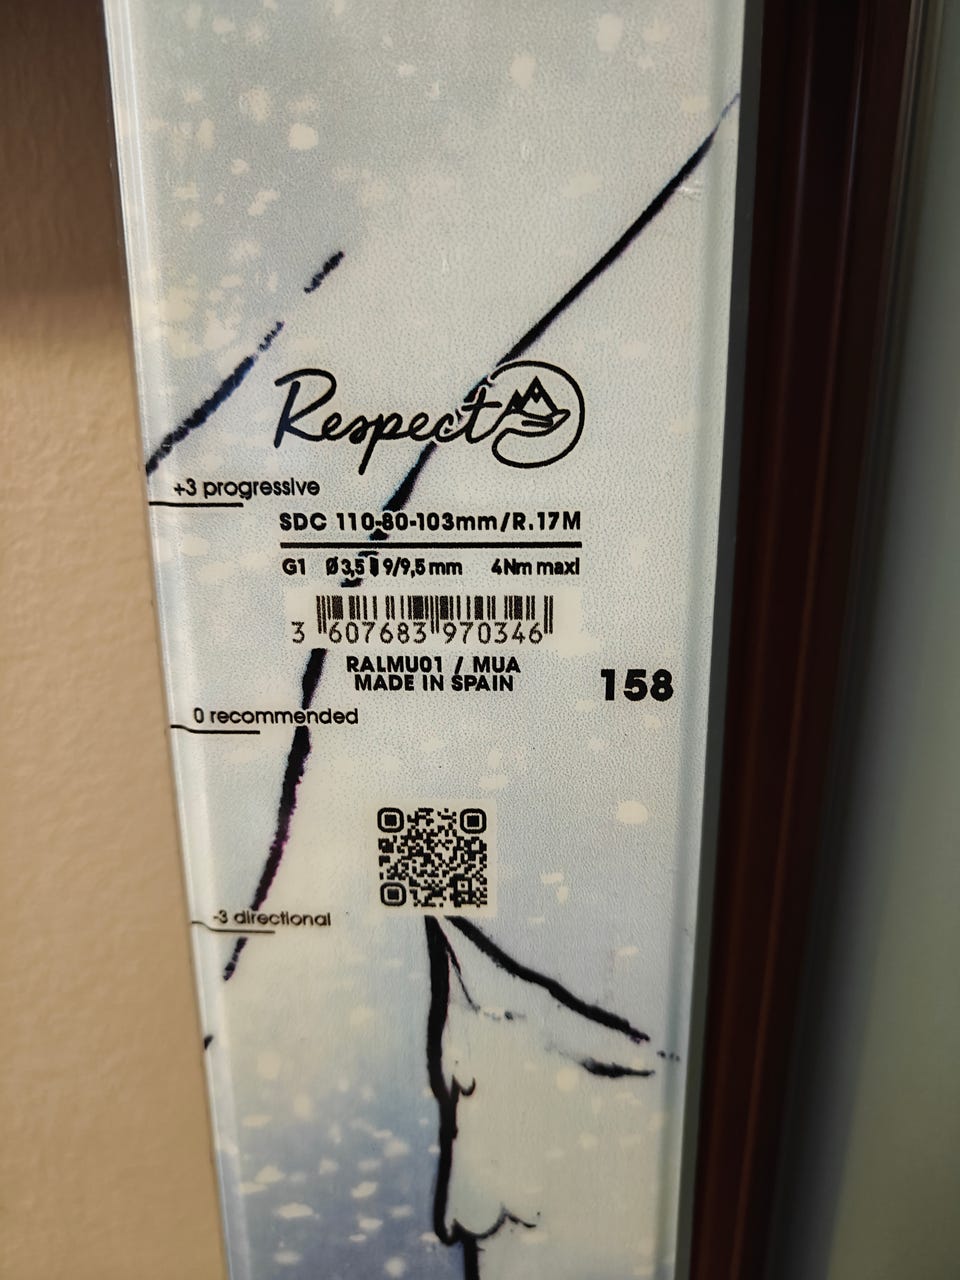 Respect
+3 progressive
SDC 110-80-103mm/R.17M
G1 Ø 3,5 9/9,5 mm 4Nm maxi
3 607683 970346
RALMU01 / MUA
MADE IN SPAIN
158
0 recommended
-3 directional